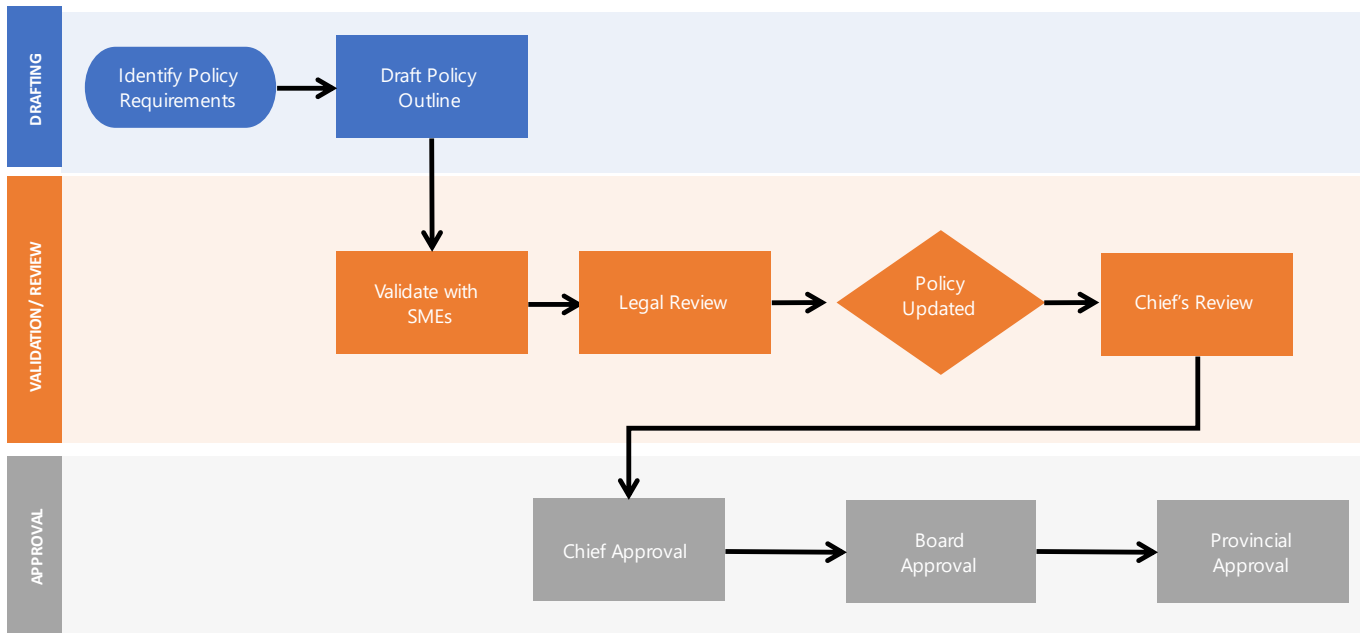 DRAFTING
Identify Policy
Requirements
Draft Policy
Outline
VALIDATION/ REVIEW
Validate with
SMEs
Legal Review
Policy
Updated
Chief’s Review
APPROVAL
Chief Approval
Board
Approval
Provincial
Approval